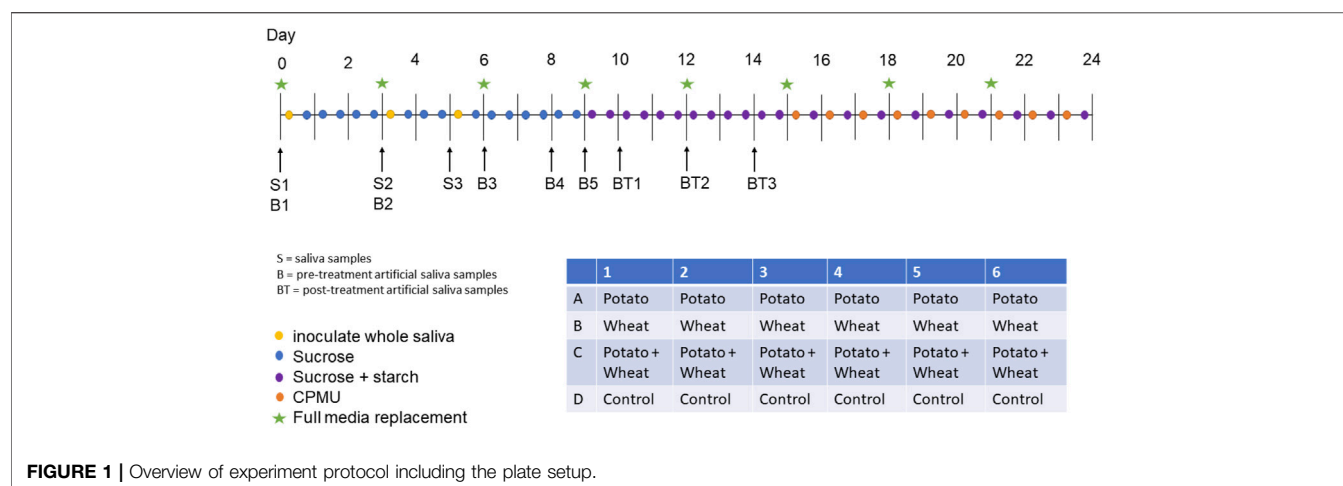 Day
0 2 4 6 8 10 12 14 16 18 20 22 24
S1 S2 S3 B3 B4 B5 BT1 BT2 BT3
B1 B2
S = saliva samples
B = pre-treatment artificial saliva samples
BT = post-treatment artificial saliva samples
inoculate whole saliva
Sucrose
Sucrose + starch
CPMU
Full media replacement
1 2 3 4 5 6
A Potato Potato Potato Potato Potato Potato
B Wheat Wheat Wheat Wheat Wheat Wheat
C Potato + Potato + Potato + Potato + Potato + Potato +
Wheat Wheat Wheat Wheat Wheat Wheat
D Control Control Control Control Control Control
FIGURE 1 | Overview of experiment protocol including the plate setup.